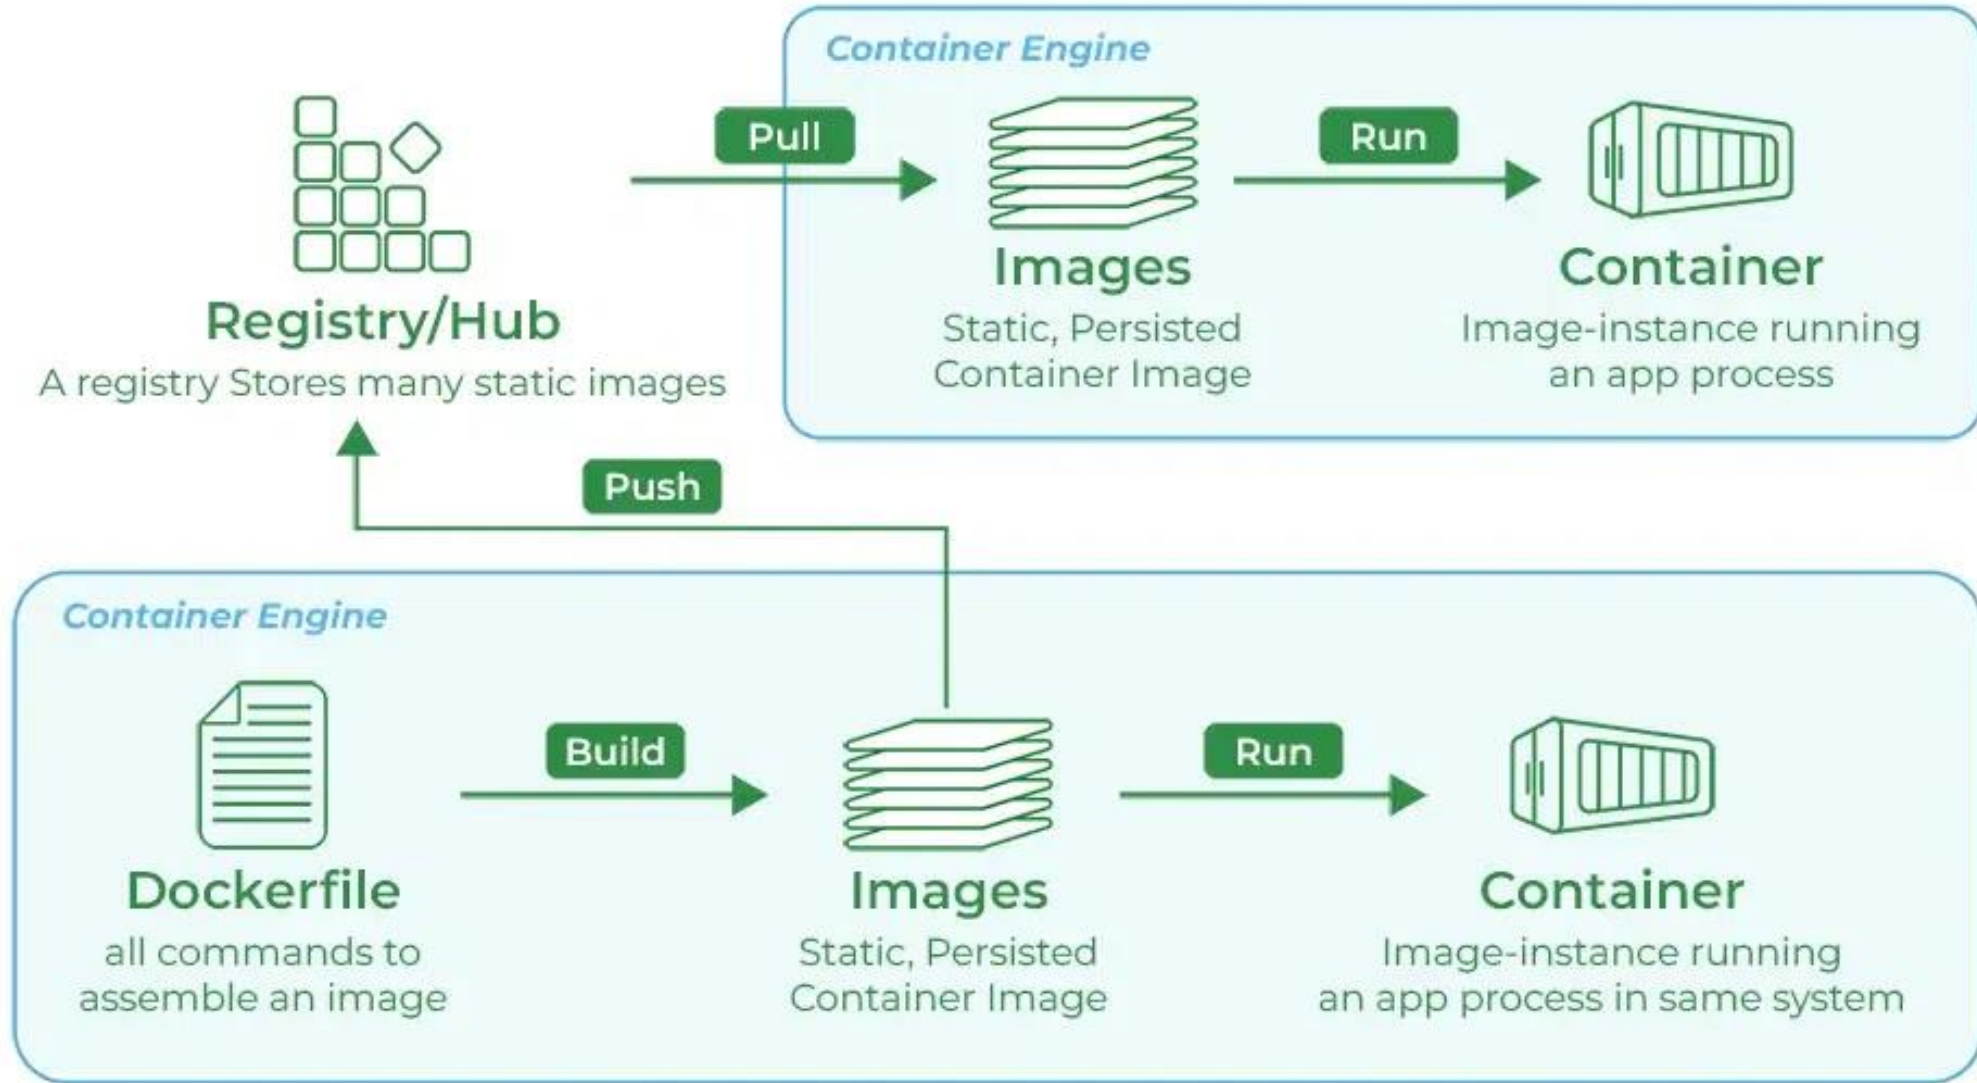 Container Engine
Pull
Run
Registry/Hub
A registry Stores many static images
Images
Static, Persisted
Container Image
Container
Image-instance running
an app process
Push
Container Engine
Build
Run
Dockerfile
all commands to
assemble an image
Images
Static, Persisted
Container Image
Container
Image-instance running
an app process in same system